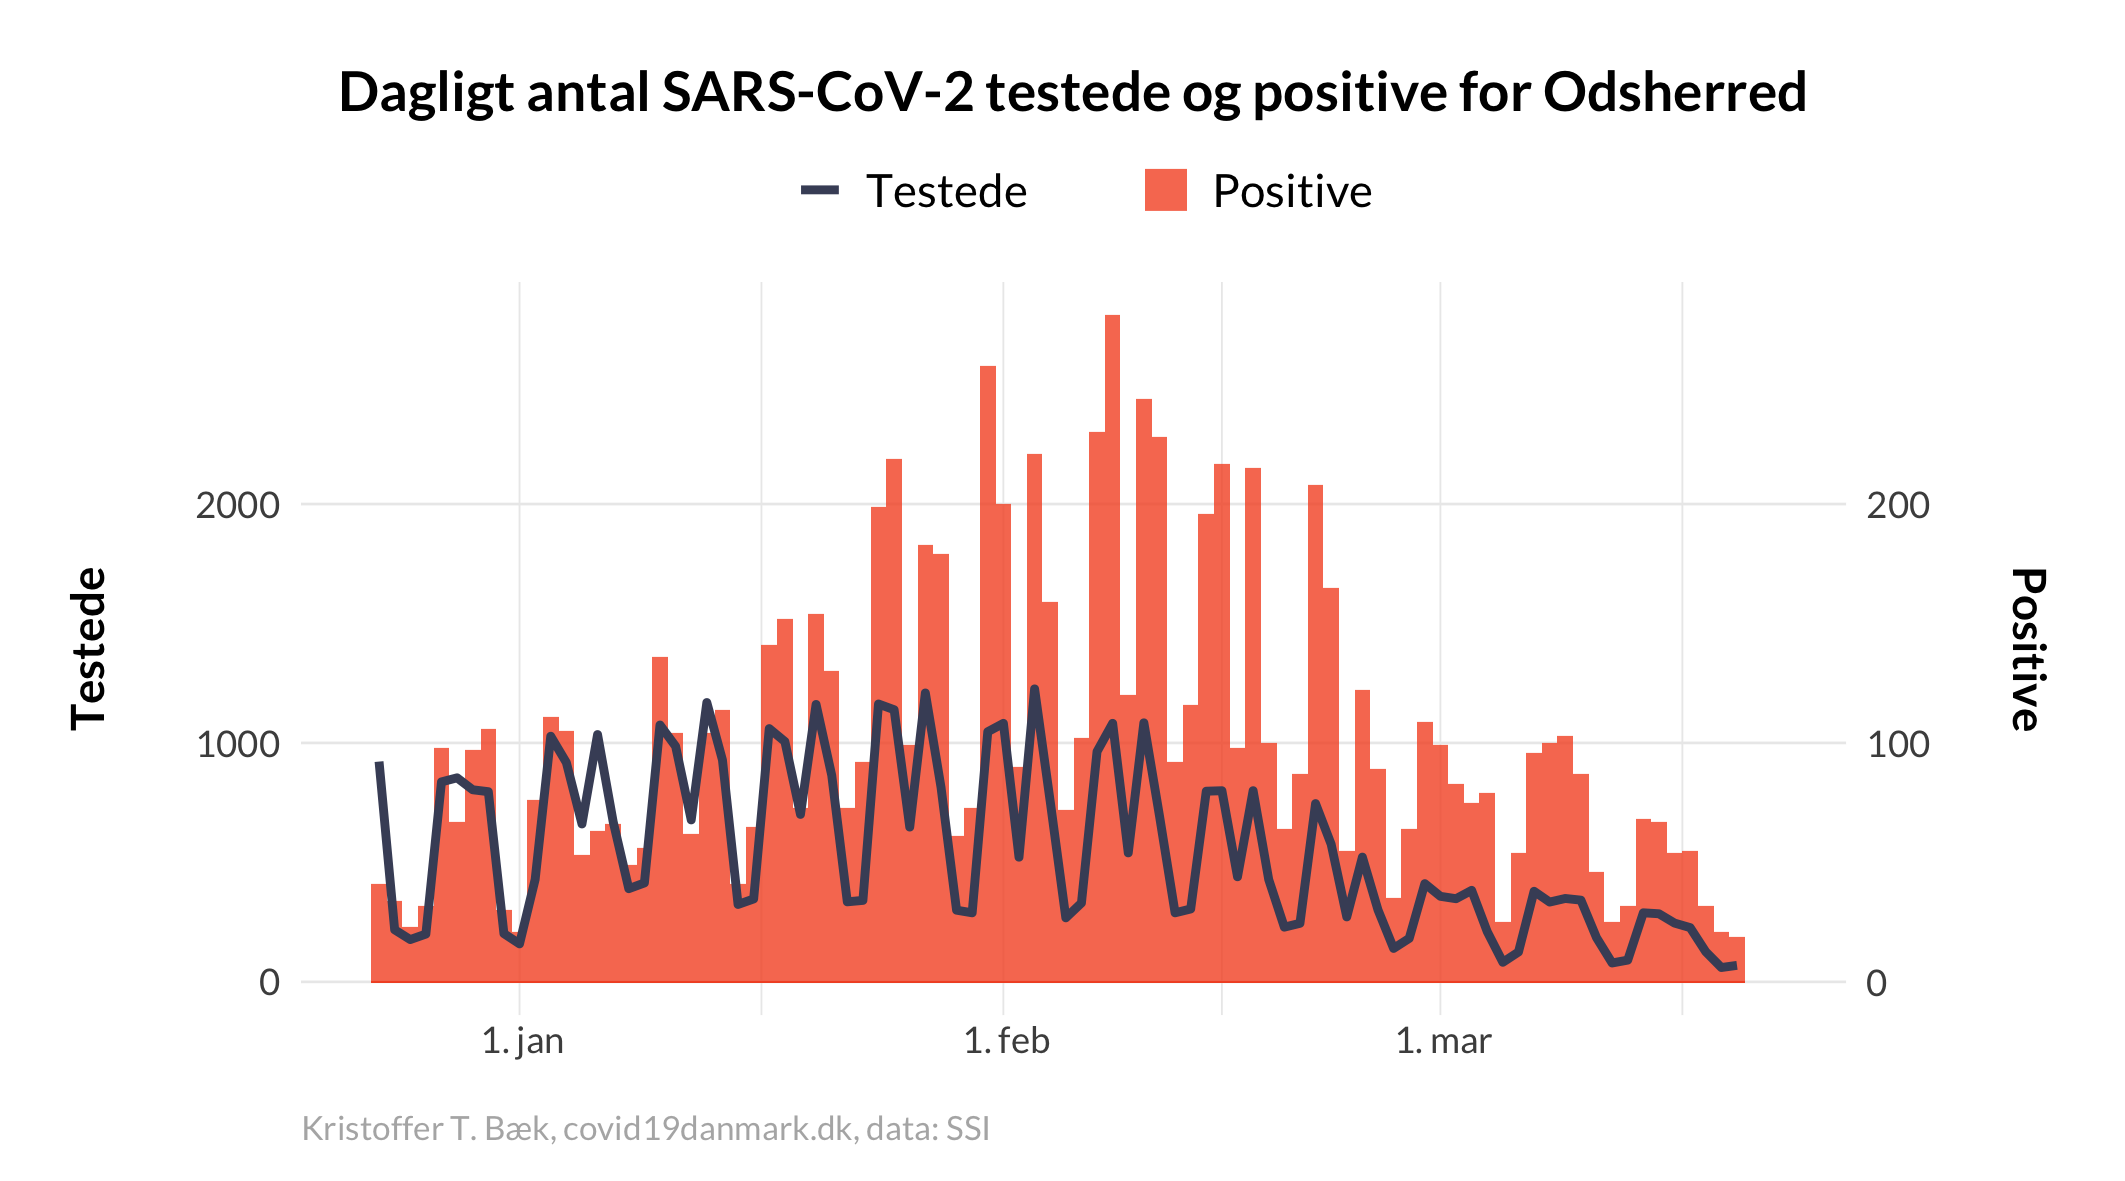 Dagligt antal SARS-CoV-2 testede og positive for Odsherred
Testede
Positive
2000
1000
0
Testede
200
100
0
Positive
1. jan
1. feb
1. mar
Kristoffer T. Bæk, covid19danmark.dk, data: SSI